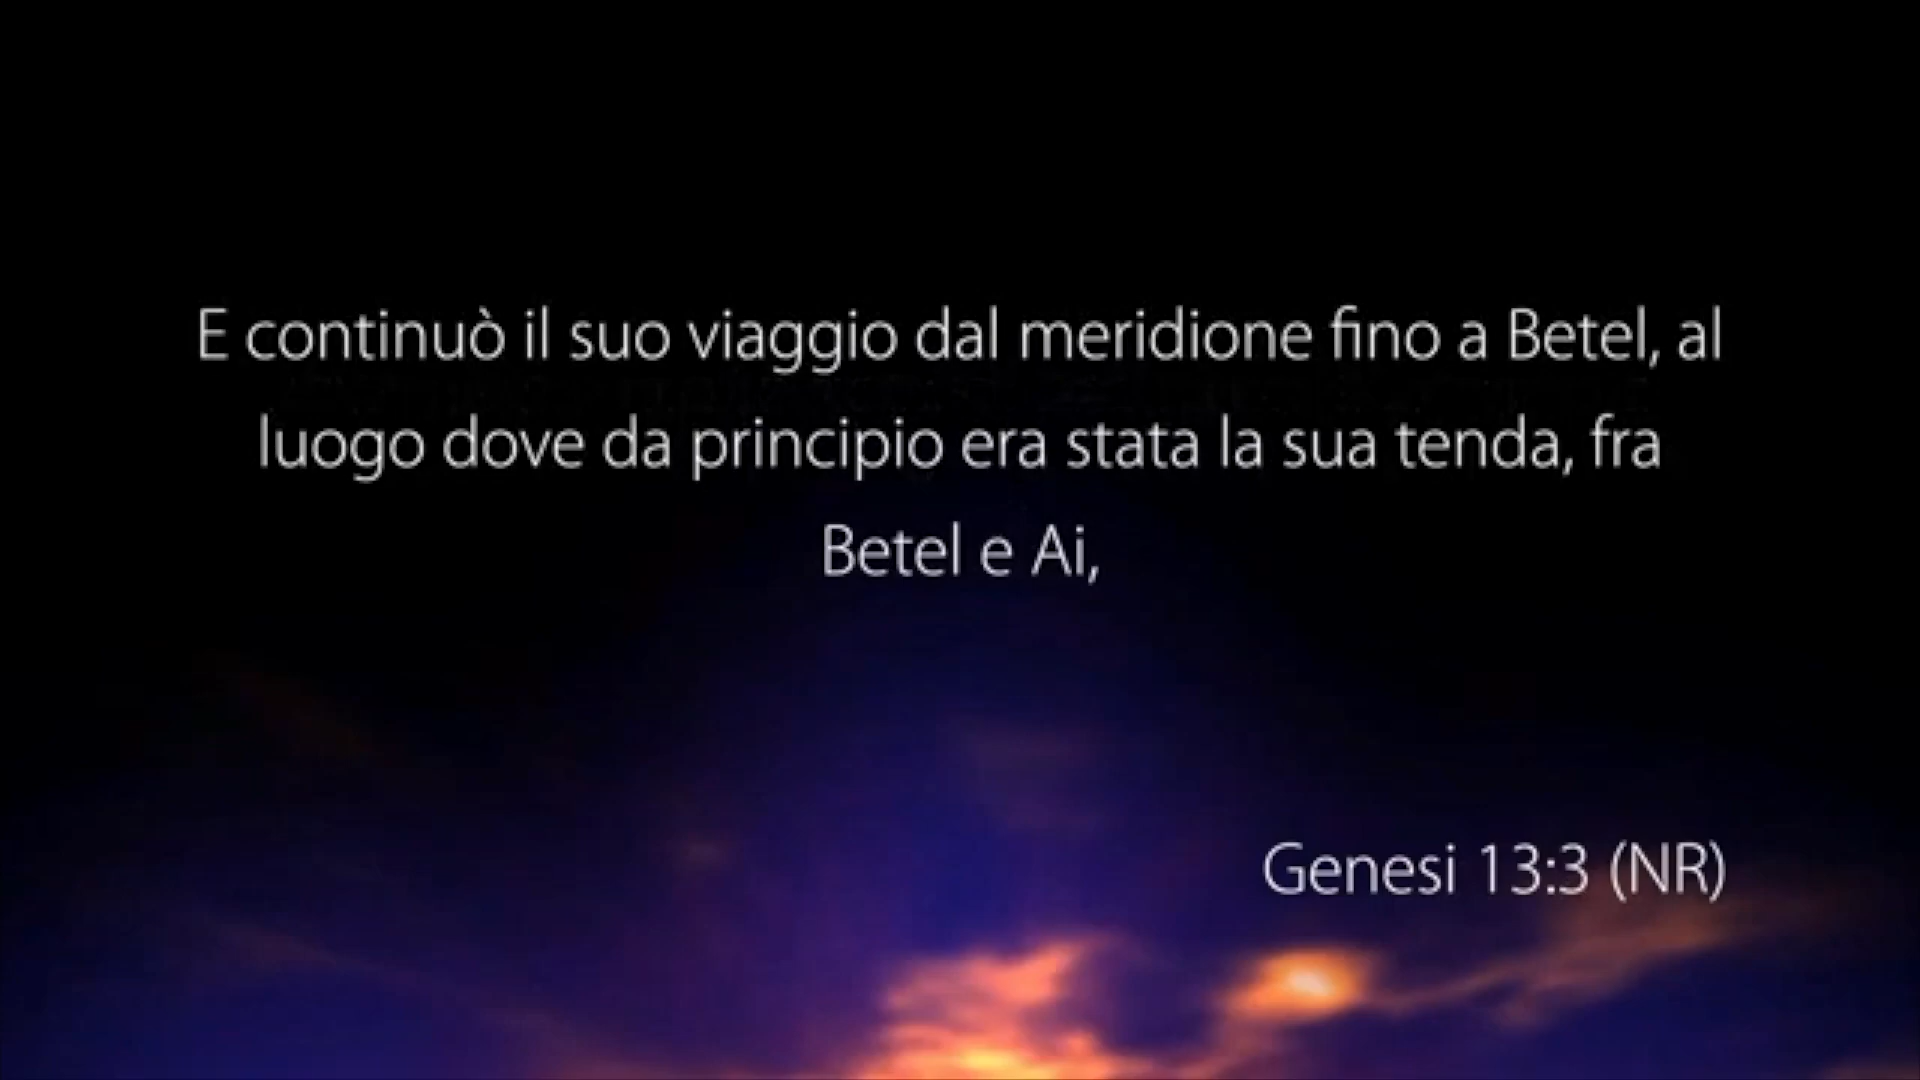 E continuò il suo viaggio dal meridione fino a Betel, al
luogo dove da principio era stata la sua tenda, fra
Betel e Ai,
Genesi 13:3 (NR)